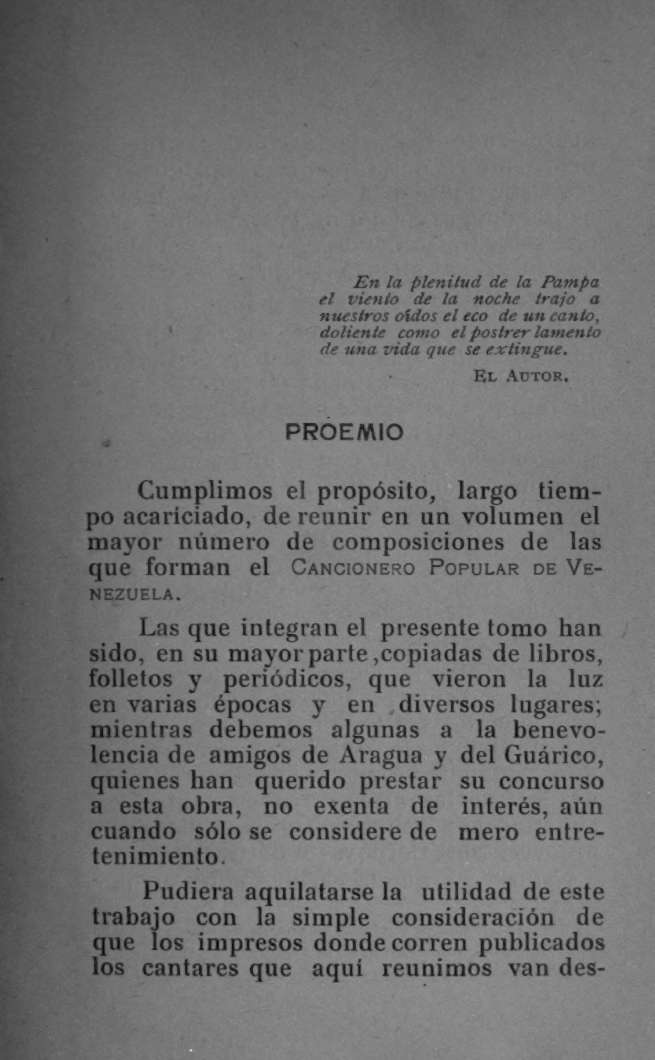 En la plenitud de la Pampa
el viento de la noche trajo a
nuestros oídos el eco de un canto,
doliente como el postrer lamento
de una vida que se extingue.
EL AUTOR.
PROEMIO
Cumplimos el propósito, largo tiem-
po acariciado, de reunir en un volumen el
mayor número de composiciones de las
que forman el CANCIONERO POPULAR DE VE-
NEZUELA.
Las que integran el presente tomo han
sido, en su mayor parte, copiadas de libros,
folletos y periódicos, que vieron la luz
en varias épocas y en diversos lugares;
mientras debemos algunas a la benevo-
lencia de amigos de Aragua y del Guárico,
quienes han querido prestar su concurso
a esta obra, no exenta de interés, aún
cuando sólo se considere de mero entre-
tenimiento.
Pudiera aquilatarse la utilidad de este
trabajo con la simple consideración de
que los impresos donde corren publicados
los cantares que aquí reunimos van des-